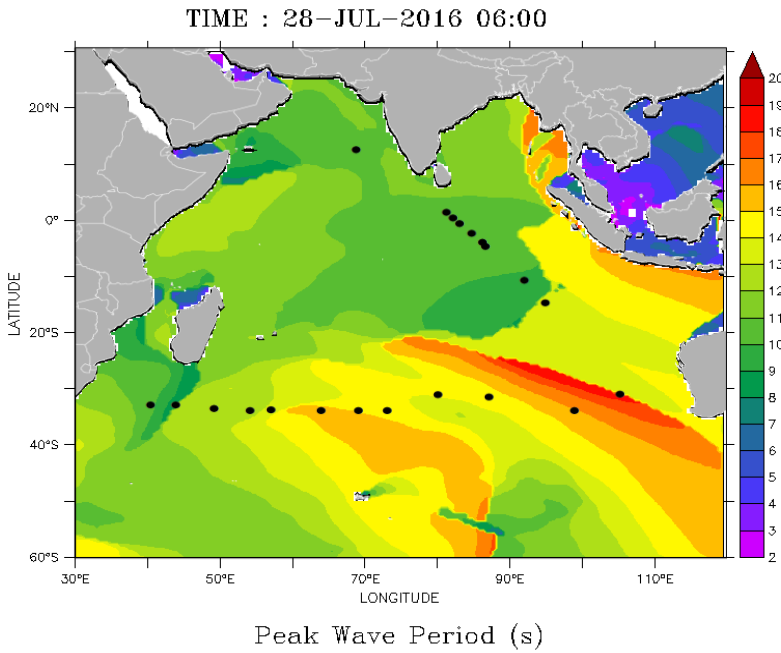 TIME : 28-JUL-2016 06:00
20°N
0°
20°S
40°S
60°S
LATITUDE
30°E
50°E
70°E
90°E
110°E
LONGITUDE
20
19
18
17
16
15
14
13
12
11
10
9
8
7
6
5
4
3
2
Peak Wave Period (s)